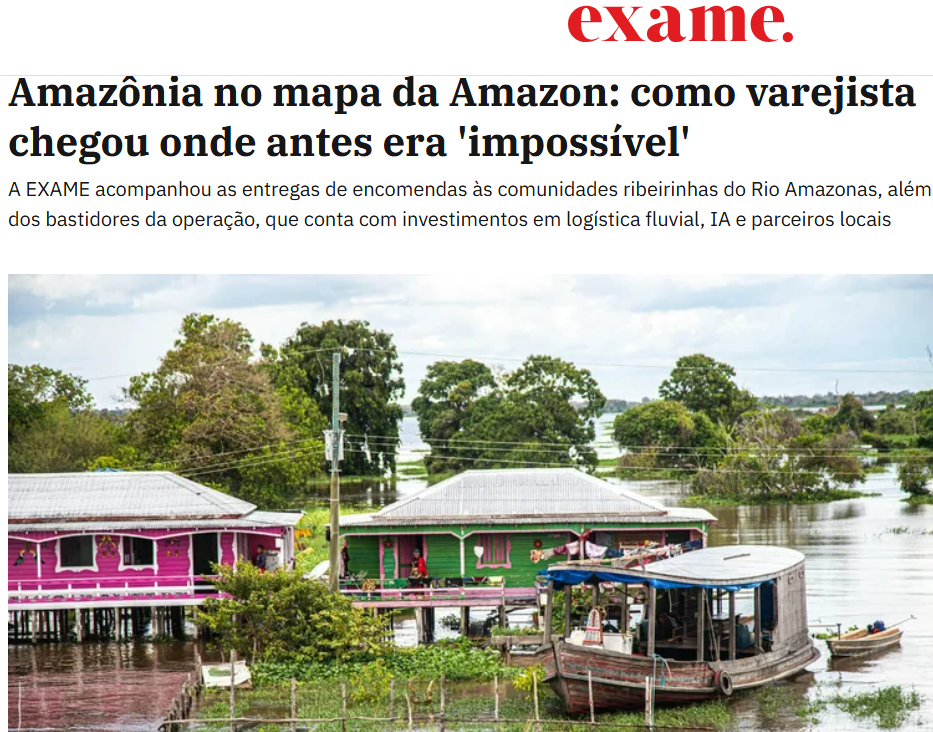 exame.
Amazônia no mapa da Amazon: como varejista
chegou onde antes era 'impossível'
A EXAME acompanhou as entregas de encomendas às comunidades ribeirinhas do Rio Amazonas, além
dos bastidores da operação, que conta com investimentos em logística fluvial, IA e parceiros locais